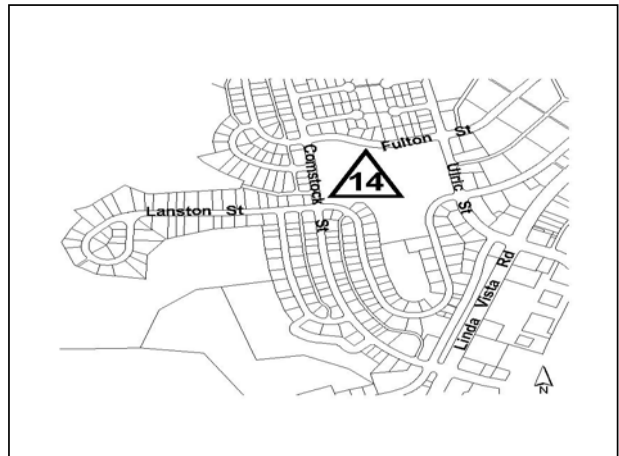 Fulton St
Comstock St
14
Ulric St
Lanston St
Linda Vista Rd
N